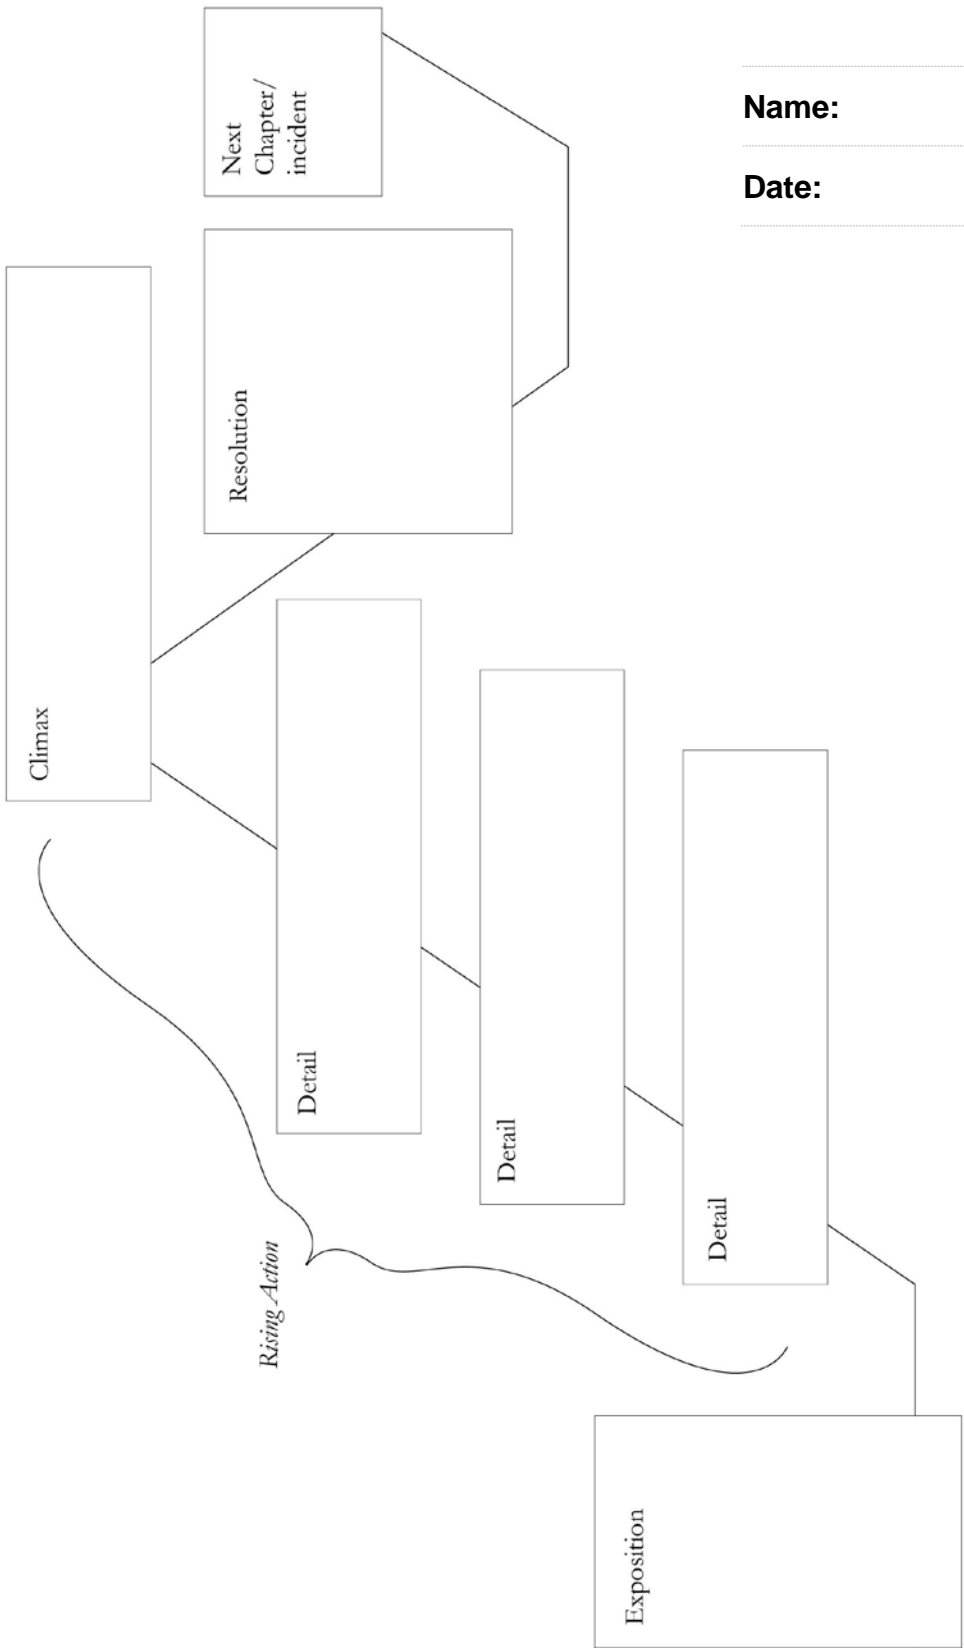 Name:
Date:
Exposition
Rising Action
Detail
Detail
Detail
Climax
Resolution
Next
Chapter/
incident